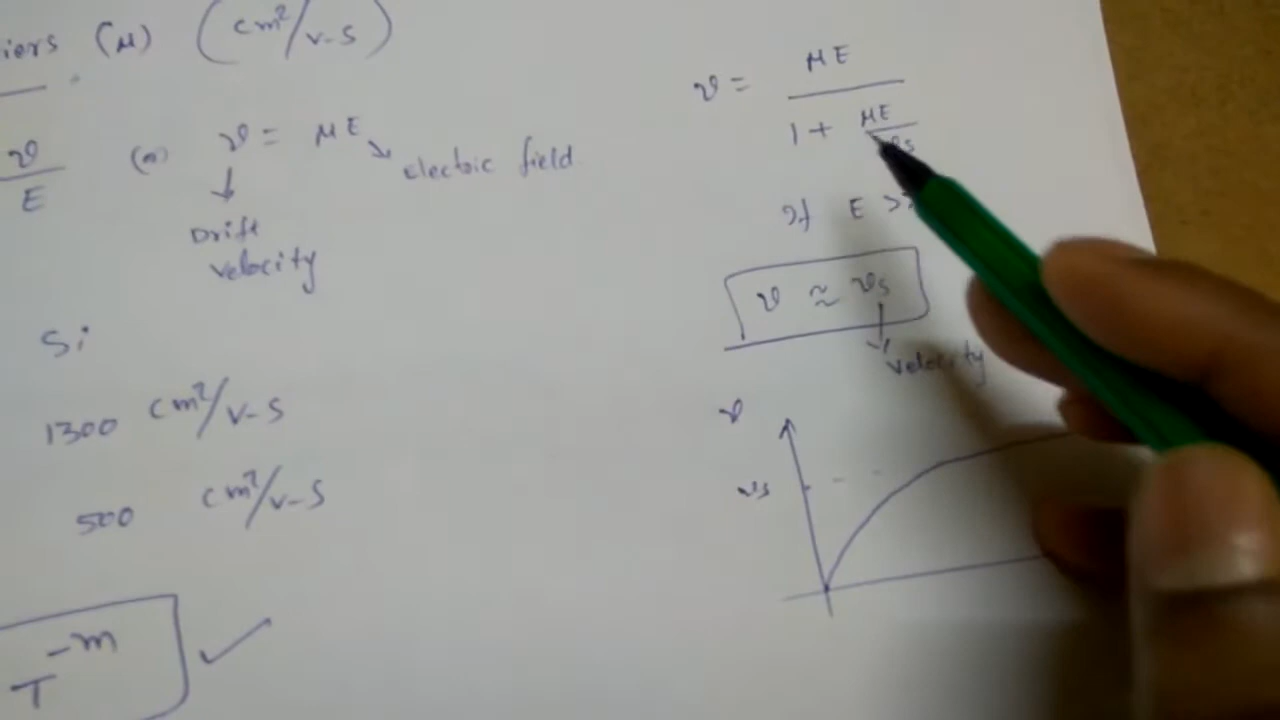 iers (μ) (cm²/v-s)
v/E (or) v = μE
electric field
Drift
velocity
Si
1300 cm²/v-s
500 cm²/v-s
T^-m
v = μE / (1 + μE/vs)
If E >>
v ≈ vs
velocity
v
vs